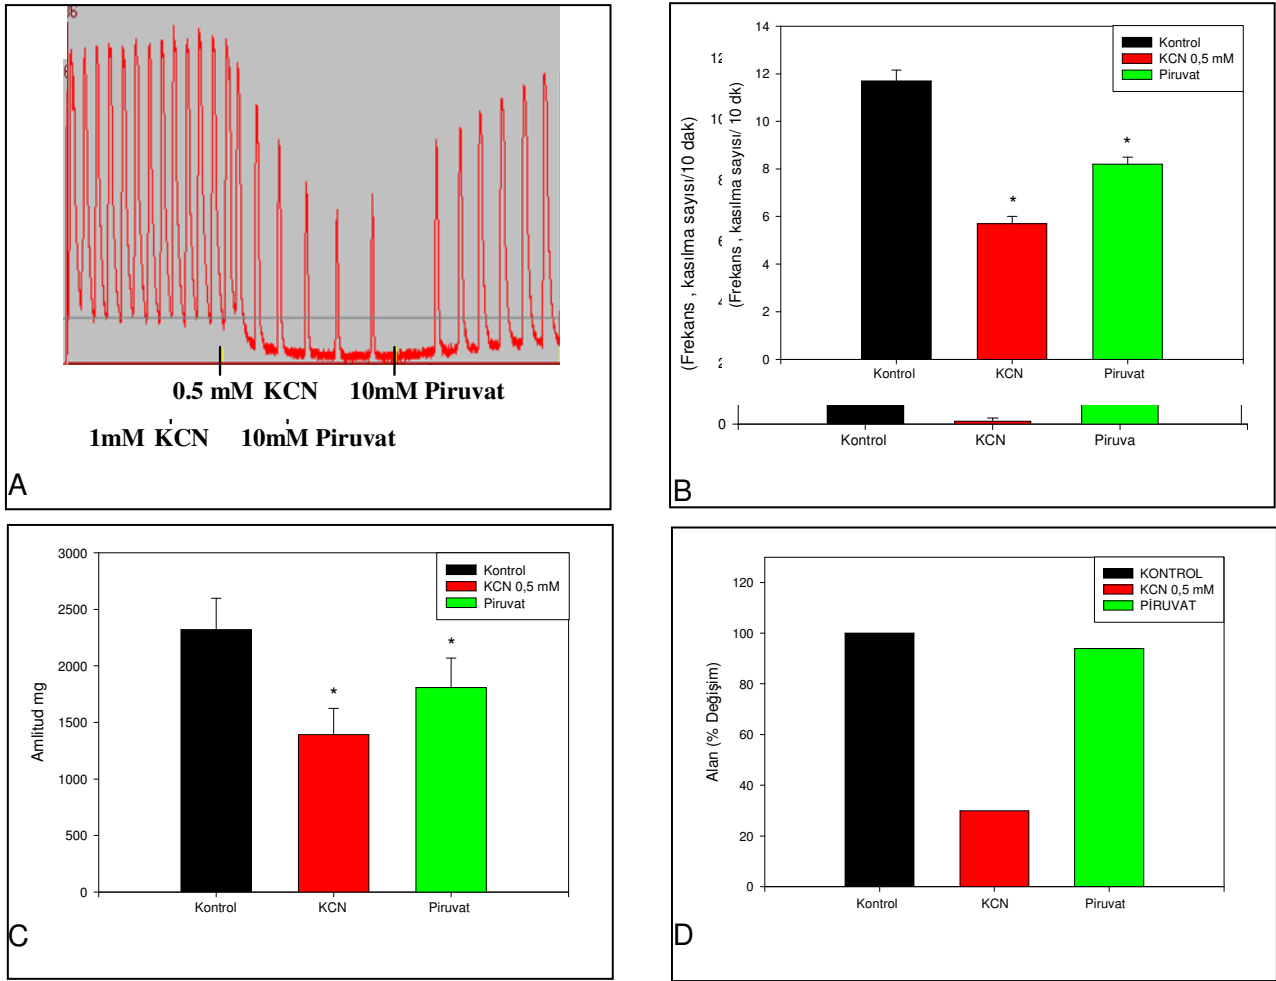 0.5 mM KCN 10mM Piruvat
1mM KCN 10mM Piruvat
A
(Frekans , kasılma sayısı/10 dak)
(Frekans , kasılma sayısı/ 10 dk)
14
12
10
8
6
4
2
0
Kontrol
KCN 0,5 mM
Piruvat
*
*
Kontrol KCN Piruvat
0
Kontrol KCN Piruva
B
Amlitud mg
3000
2500
2000
1500
1000
500
0
Kontrol
KCN 0,5 mM
Piruvat
*
*
Kontrol KCN Piruvat
C
Alan (% Değişim)
120
100
80
60
40
20
0
KONTROL
KCN 0,5 mM
PİRUVAT
Kontrol KCN Piruvat
D